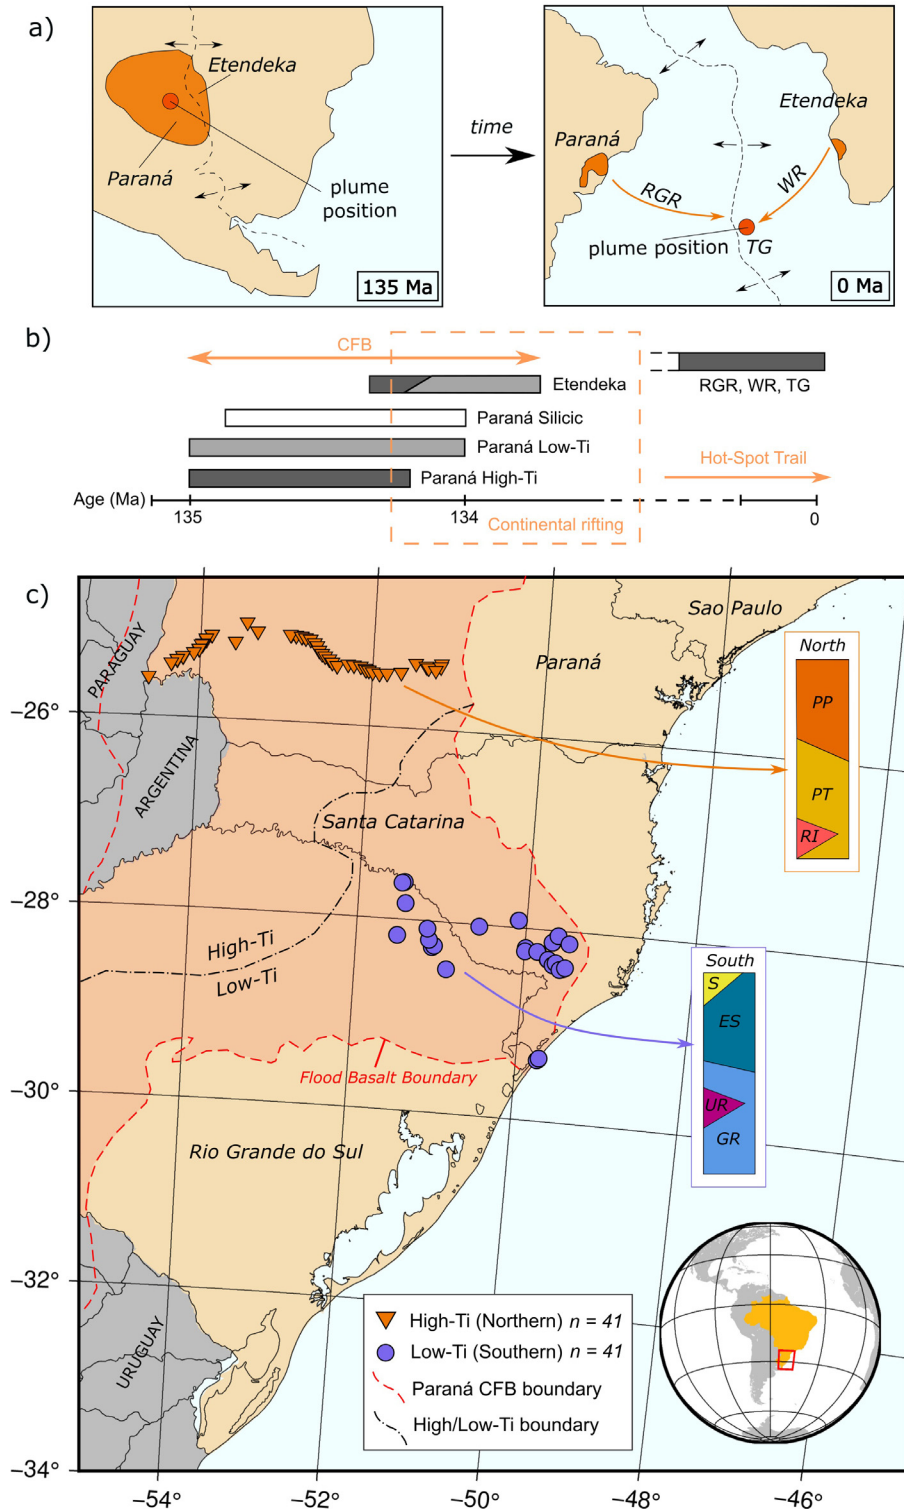 a)
Etendeka
Paraná
plume
position
135 Ma
time
Etendeka
Paraná
RGR
WR
plume position
TG
0 Ma
b)
CFB
Etendeka
RGR, WR, TG
Paraná Silicic
Paraná Low-Ti
Paraná High-Ti
Hot-Spot Trail
Age (Ma)
135
134
0
Continental rifting
c)
Sao Paulo
PARAGUAY
Paraná
North
PP
PT
RI
−26°
ARGENTINA
Santa Catarina
−28°
High-Ti
Low-Ti
South
S
ES
UR
GR
Flood Basalt Boundary
−30°
Rio Grande do Sul
−32°
URUGUAY
High-Ti (Northern) n = 41
Low-Ti (Southern) n = 41
Paraná CFB boundary
High/Low-Ti boundary
−34°
−54°
−52°
−50°
−48°
−46°